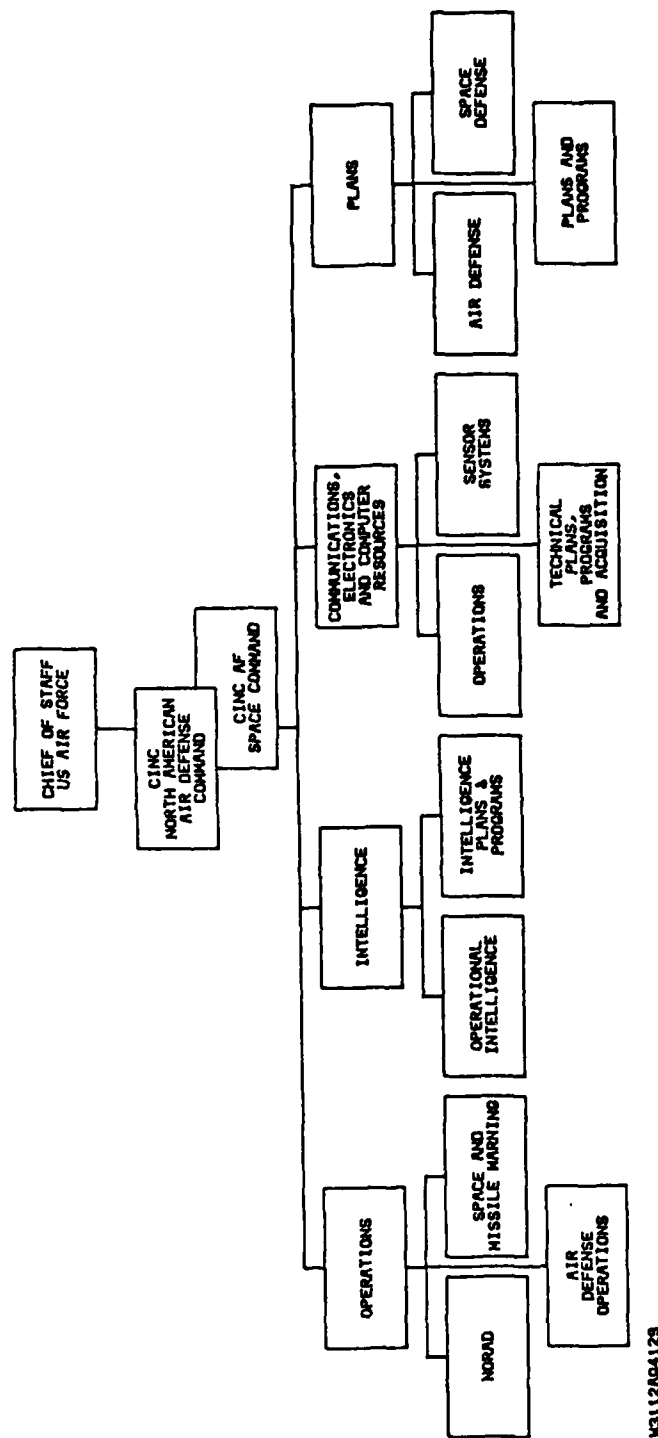 CHIEF OF STAFF
US AIR FORCE
CINC
NORTH AMERICAN
AIR DEFENSE
COMMAND
CINC AF
SPACE COMMAND
OPERATIONS
NORAD
SPACE AND
MISSILE WARNING
AIR
DEFENSE
OPERATIONS
INTELLIGENCE
OPERATIONAL
INTELLIGENCE
INTELLIGENCE
PLANS &
PROGRAMS
COMMUNICATIONS,
ELECTRONICS
AND COMPUTER
RESOURCES
OPERATIONS
SENSOR
SYSTEMS
TECHNICAL
PLANS,
PROGRAMS
AND ACQUISITION
PLANS
AIR DEFENSE
SPACE
DEFENSE
PLANS AND
PROGRAMS